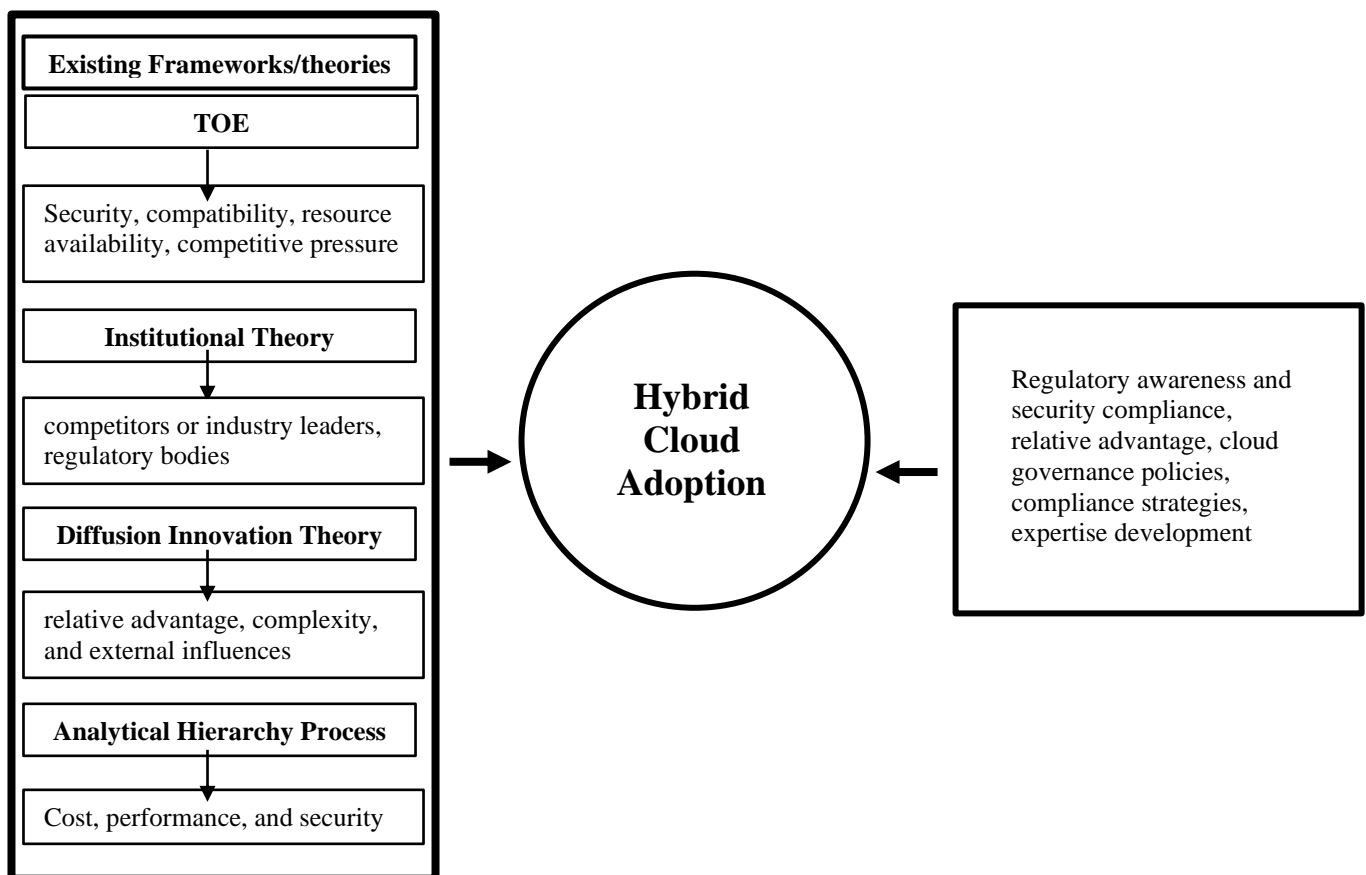 Existing Frameworks/theories
TOE
Security, compatibility, resource
availability, competitive pressure
Institutional Theory
competitors or industry leaders,
regulatory bodies
Diffusion Innovation Theory
relative advantage, complexity,
and external influences
Analytical Hierarchy Process
Cost, performance, and security
Hybrid
Cloud
Adoption
Regulatory awareness and
security compliance,
relative advantage, cloud
governance policies,
compliance strategies,
expertise development